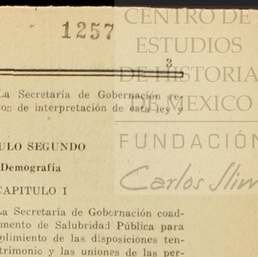 1257
CENTRO DE
ESTUDIOS
DE HISTORIA
DE MEXICO
FUNDACIÓN
Carlos Slim
3
La Secretaría de Gobernación
de interpretación de esta ley y
ULO SEGUNDO
Demografía
CAPITULO I
La Secretaría de Gobernación coad-
mento de Salubridad Pública para
plimiento de las disposiciones ten-
trimonio y las uniones de las per-